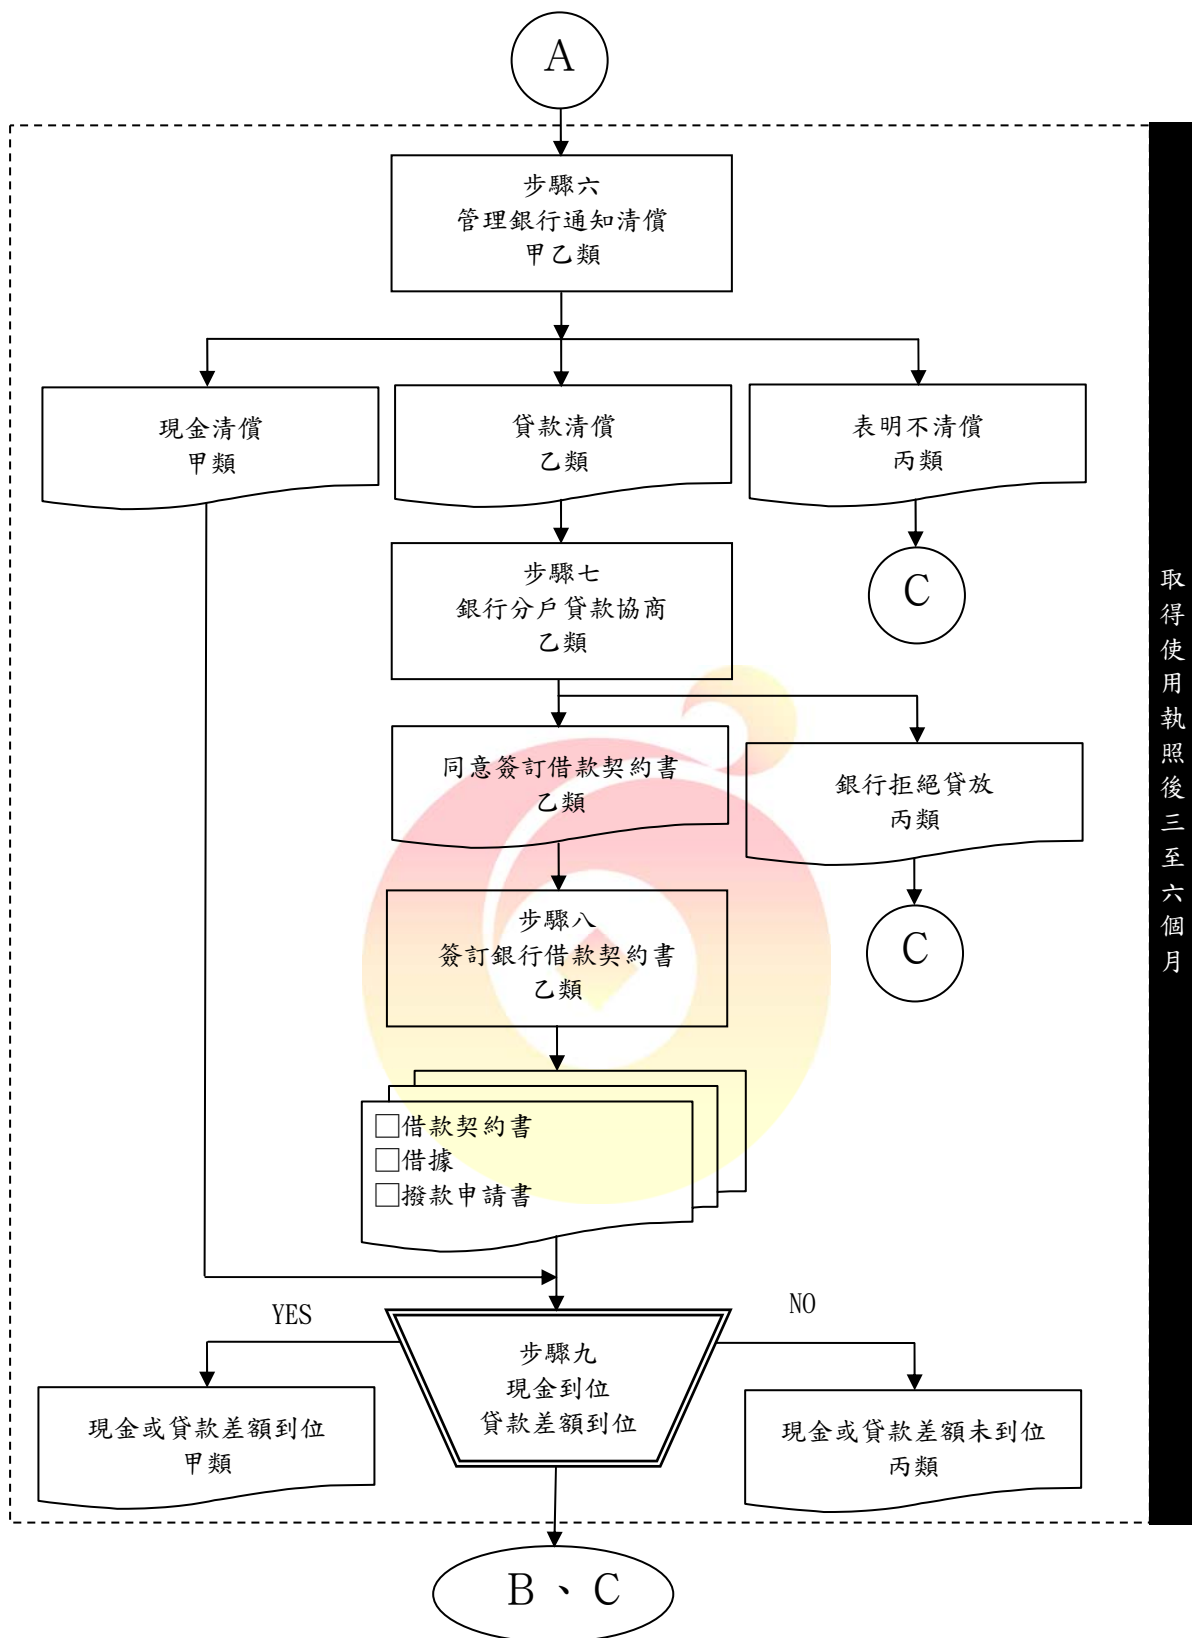 A
步驟六
管理銀行通知清償
甲乙類
現金清償
甲類
貸款清償
乙類
表明不清償
丙類
步驟七
銀行分戶貸款協商
乙類
C
同意簽訂借款契約書
乙類
銀行拒絕貸放
丙類
步驟八
簽訂銀行借款契約書
乙類
C
□借款契約書
□借據
□撥款申請書
YES
NO
步驟九
現金到位
貸款差額到位
現金或貸款差額到位
甲類
現金或貸款差額未到位
丙類
B、C
取得使用執照後三至六個月